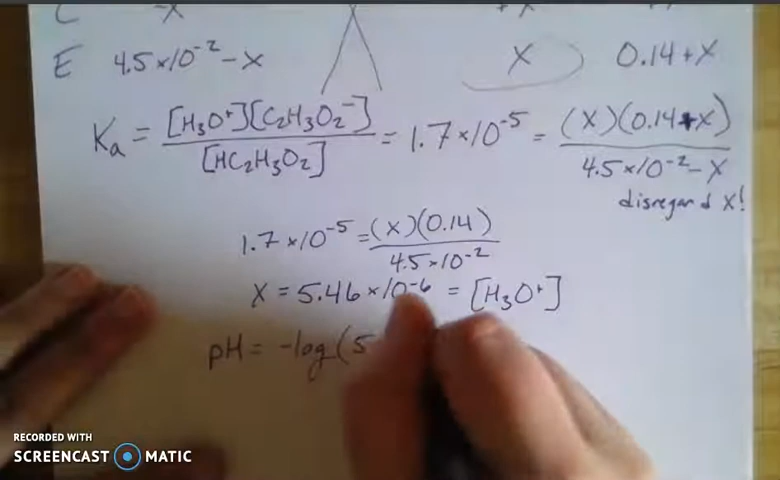 C -X +X
E 4.5×10⁻² - X X 0.14 + X
Ka = [H₃O⁺][C₂H₃O₂⁻] / [HC₂H₃O₂] = 1.7×10⁻⁵ = (X)(0.14+X) / 4.5×10⁻² - X
disregard X!
1.7×10⁻⁵ = (X)(0.14) / 4.5×10⁻²
X = 5.46×10⁻⁶ = [H₃O⁺]
pH = -log(5
RECORDED WITH
SCREENCAST MATIC